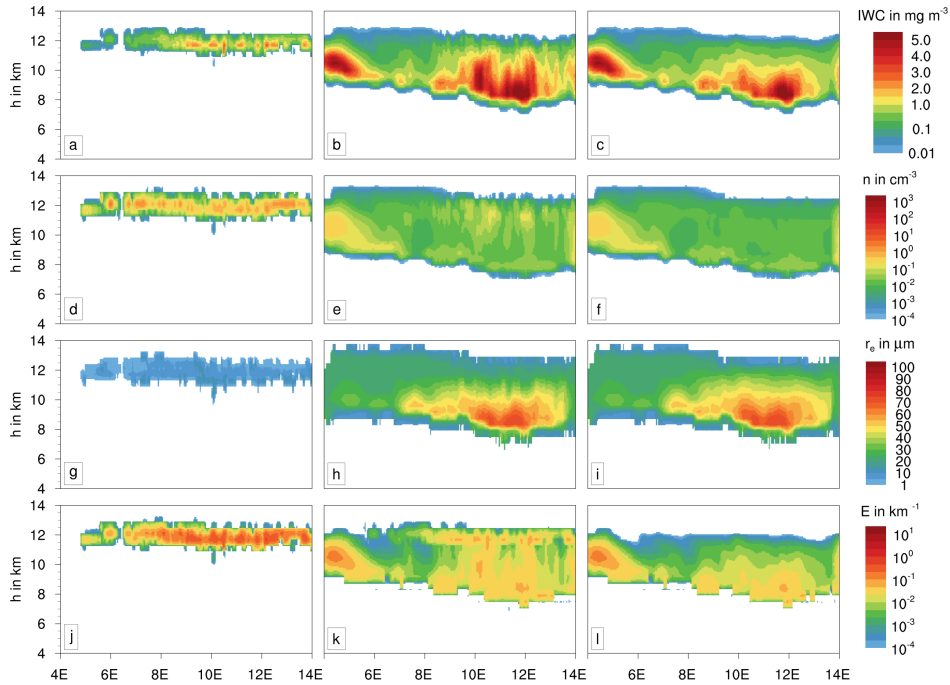 14
12
10
8
6
4
h in km
a
b
c
IWC in mg m⁻³
5.0
4.0
3.0
2.0
1.0
0.1
0.01
14
12
10
8
6
4
h in km
d
e
f
n in cm⁻³
10³
10²
10¹
10⁰
10⁻¹
10⁻²
10⁻³
10⁻⁴
14
12
10
8
6
4
h in km
g
h
i
rₑ in μm
100
90
80
70
60
50
40
30
20
10
1
14
12
10
8
6
4
h in km
j
k
l
E in km⁻¹
10¹
10⁰
10⁻¹
10⁻²
10⁻³
10⁻⁴
4E 6E 8E 10E 12E 14E 6E 8E 10E 12E 14E 6E 8E 10E 12E 14E